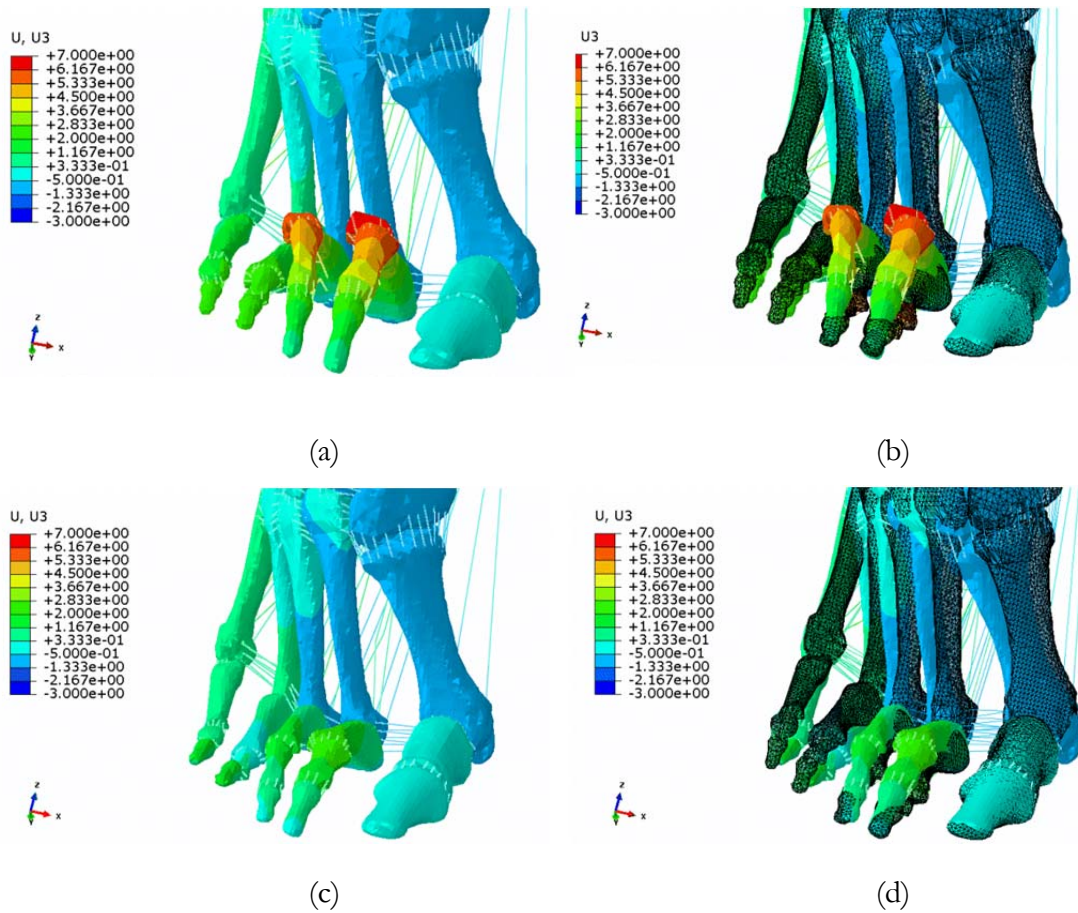 U, U3
+7.000e+00
+6.167e+00
+5.333e+00
+4.500e+00
+3.667e+00
+2.833e+00
+2.000e+00
+1.167e+00
+3.333e-01
-5.000e-01
-1.333e+00
-2.167e+00
-3.000e+00
z
x
Y
(a)
U, U3
+7.000e+00
+6.167e+00
+5.333e+00
+4.500e+00
+3.667e+00
+2.833e+00
+2.000e+00
+1.167e+00
+3.333e-01
-5.000e-01
-1.333e+00
-2.167e+00
-3.000e+00
z
x
Y
(b)
U, U3
+7.000e+00
+6.167e+00
+5.333e+00
+4.500e+00
+3.667e+00
+2.833e+00
+2.000e+00
+1.167e+00
+3.333e-01
-5.000e-01
-1.333e+00
-2.167e+00
-3.000e+00
z
x
Y
(c)
U, U3
+7.000e+00
+6.167e+00
+5.333e+00
+4.500e+00
+3.667e+00
+2.833e+00
+2.000e+00
+1.167e+00
+3.333e-01
-5.000e-01
-1.333e+00
-2.167e+00
-3.000e+00
z
x
Y
(d)